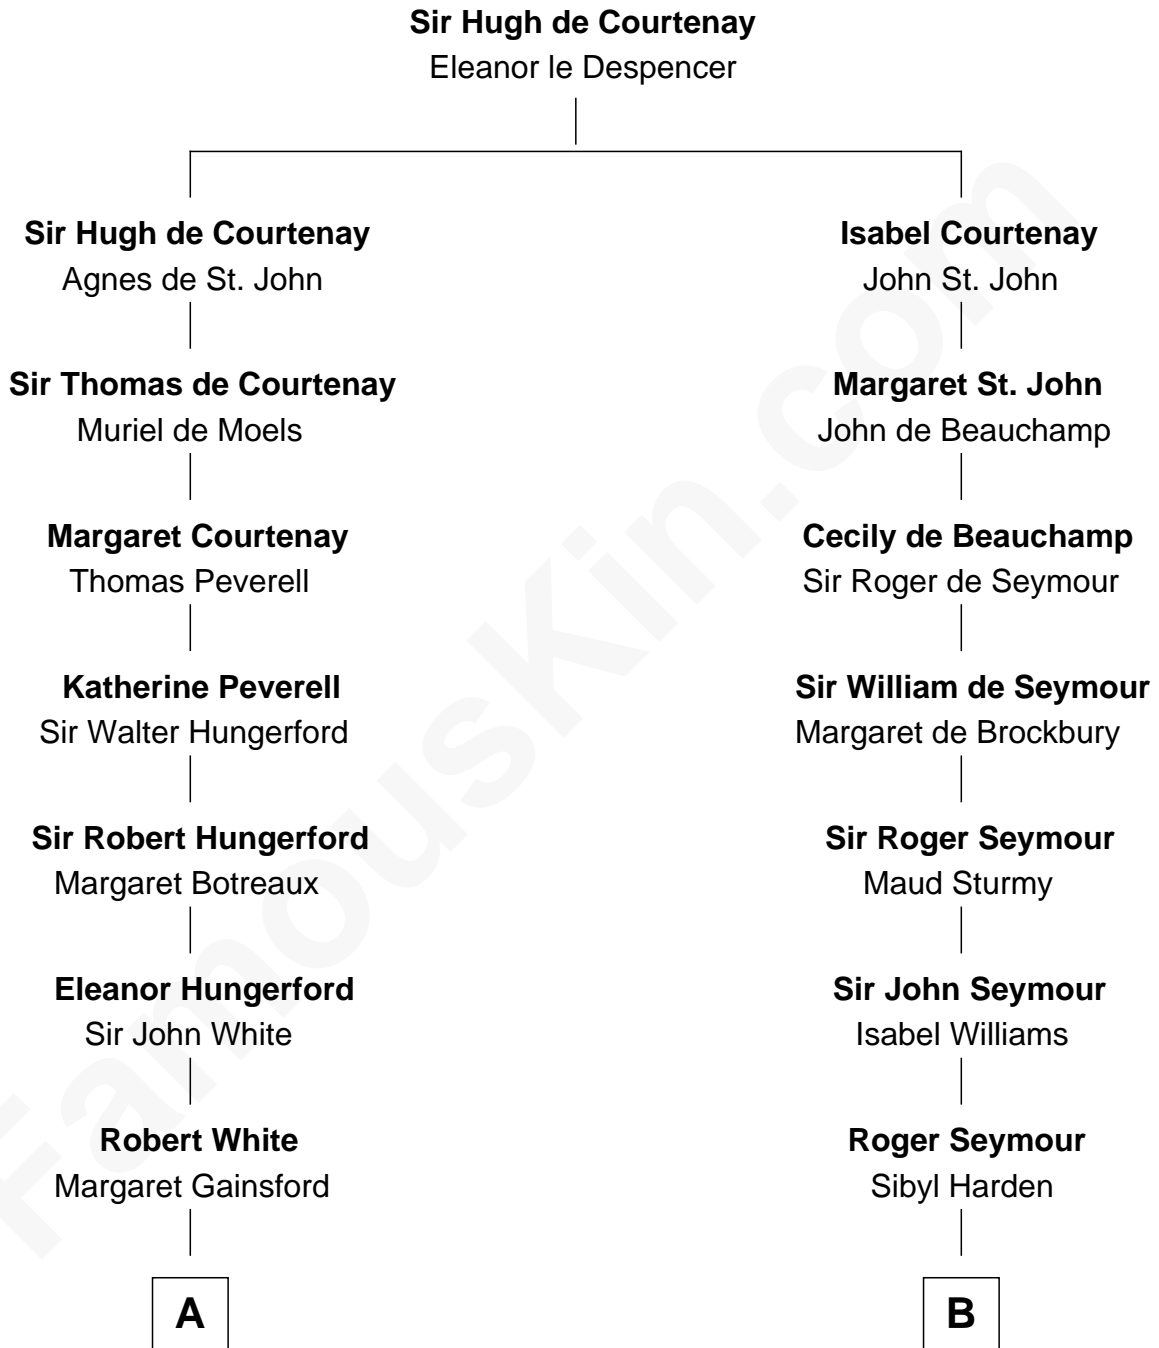 Sir Hugh de Courtenay
Eleanor le Despencer
Sir Hugh de Courtenay
Agnes de St. John
Sir Thomas de Courtenay
Muriel de Moels
Margaret Courtenay
Thomas Peverell
Katherine Peverell
Sir Walter Hungerford
Sir Robert Hungerford
Margaret Botreaux
Eleanor Hungerford
Sir John White
Robert White
Margaret Gainsford
A
Isabel Courtenay
John St. John
Margaret St. John
John de Beauchamp
Cecily de Beauchamp
Sir Roger de Seymour
Sir William de Seymour
Margaret de Brockbury
Sir Roger Seymour
Maud Sturmy
Sir John Seymour
Isabel Williams
Roger Seymour
Sibyl Harden
B
FamousKin.com